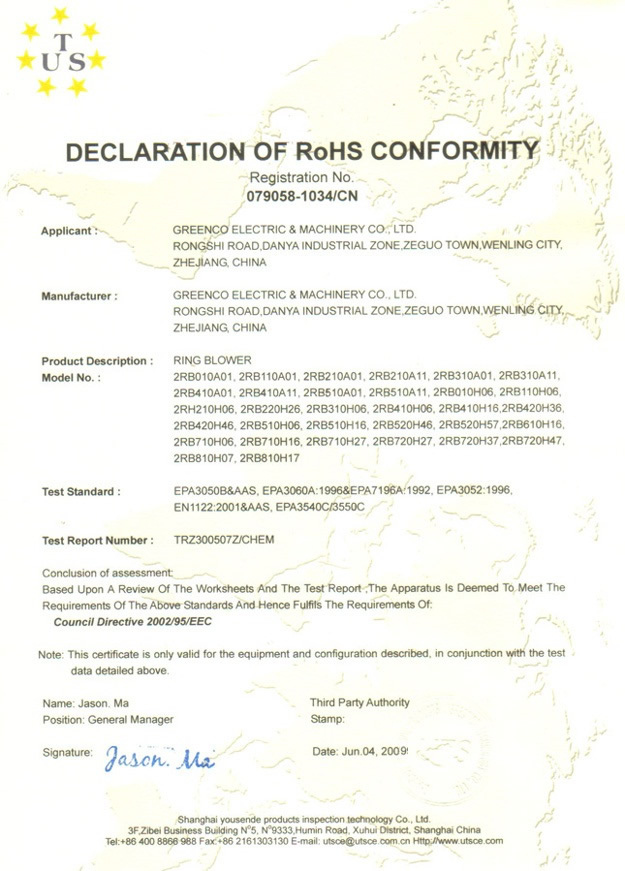 T
U S
DECLARATION OF RoHS CONFORMITY
Registration No.
079058-1034/CN
Applicant : GREENCO ELECTRIC & MACHINERY CO., LTD.
RONGSHI ROAD,DANYA INDUSTRIAL ZONE,ZEGUO TOWN,WENLING CITY,
ZHEJIANG, CHINA
Manufacturer : GREENCO ELECTRIC & MACHINERY CO., LTD.
RONGSHI ROAD,DANYA INDUSTRIAL ZONE,ZEGUO TOWN,WENLING CITY,
ZHEJIANG, CHINA
Product Description : RING BLOWER
Model No. : 2RB010A01, 2RB110A01, 2RB210A01, 2RB210A11, 2RB310A01, 2RB310A11,
2RB410A01, 2RB410A11, 2RB510A01, 2RB510A11, 2RB010H06, 2RB110H06,
2RH210H06, 2RB220H26, 2RB310H06, 2RB410H06, 2RB410H16,2RB420H36,
2RB420H46, 2RB510H06, 2RB510H16, 2RB520H46, 2RB520H57,2RB610H16,
2RB710H06, 2RB710H16, 2RB710H27, 2RB720H27, 2RB720H37,2RB720H47,
2RB810H07, 2RB810H17
Test Standard : EPA3050B&AAS, EPA3060A:1996&EPA7196A:1992, EPA3052:1996,
EN1122:2001&AAS, EPA3540C/3550C
Test Report Number : TRZ300507Z/CHEM
Conclusion of assessment:
Based Upon A Review Of The Worksheets And The Test Report ,The Apparatus Is Deemed To Meet The
Requirements Of The Above Standards And Hence Fulfils The Requirements Of:
Council Directive 2002/95/EEC
Note: This certificate is only valid for the equipment and configuration described, in conjunction with the test
data detailed above.
Name: Jason. Ma Third Party Authority
Position: General Manager Stamp:
Signature: Jason. Ma Date: Jun.04, 2009
Shanghai yousende products inspection technology Co., Ltd.
3F,Zibei Business Building N°5, N°9333,Humin Road, Xuhui District, Shanghai China
Tel:+86 400 8866 988 Fax:+86 2161303130 E-mail: utsce@utsce.com.cn Http://www.utsce.com